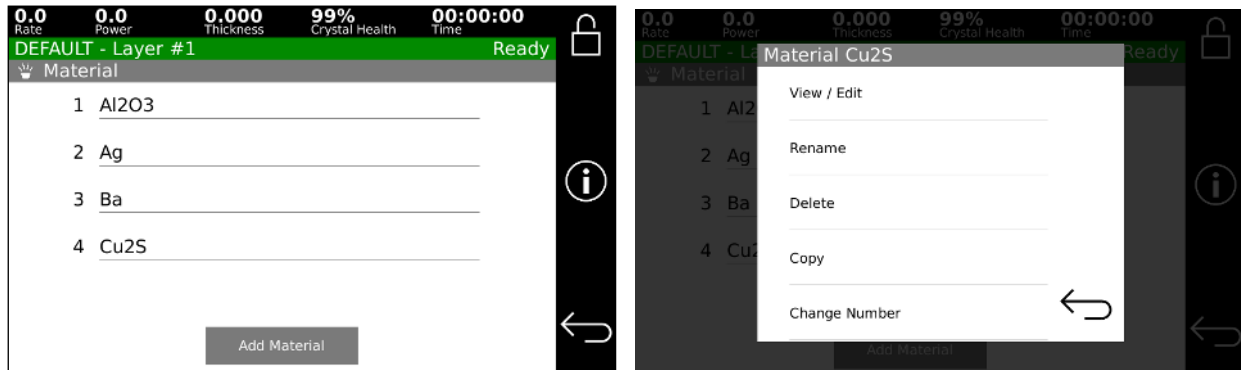 0.0 0.0 0.000 99% 00:00:00
Rate Power Thickness Crystal Health Time
DEFAULT - Layer #1 Ready
Material
1 Al2O3
2 Ag
3 Ba
4 Cu2S
Add Material
0.0 0.0 0.000 99% 00:00:00
Rate Power Thickness Crystal Health Time
DEFAULT - La Ready
Material
Material Cu2S
1 Al2
2 Ag
3 Ba
4 Cu2
View / Edit
Rename
Delete
Copy
Change Number
Add Material